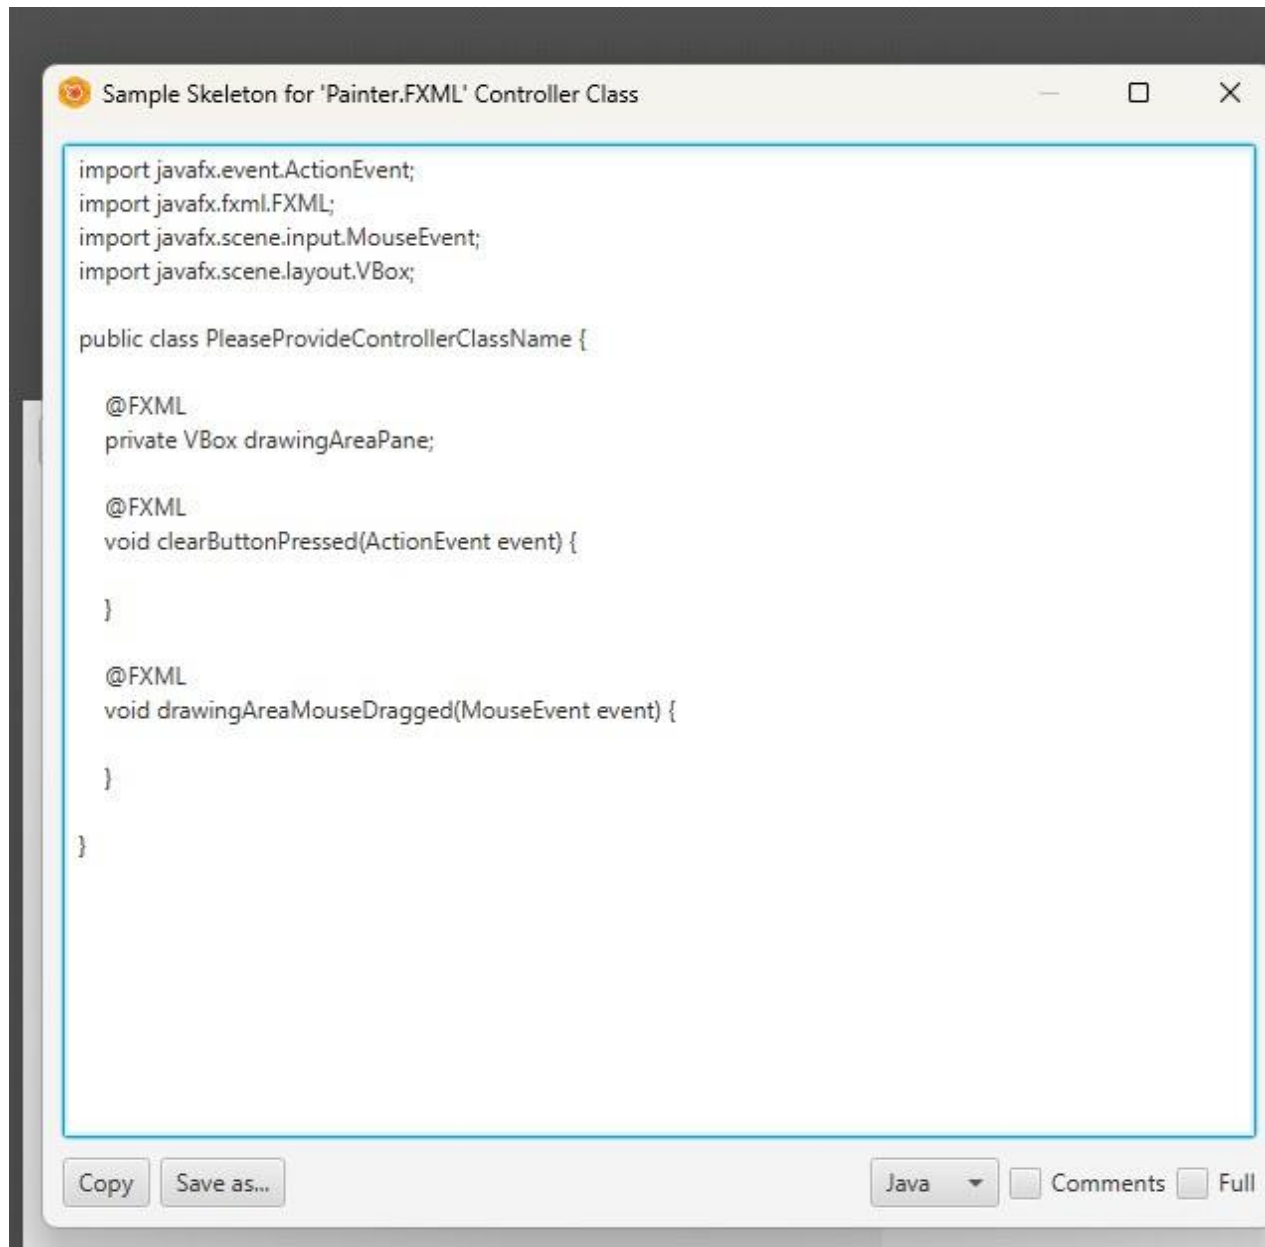 Sample Skeleton for 'Painter.FXML' Controller Class
import javafx.event.ActionEvent;
import javafx.fxml.FXML;
import javafx.scene.input.MouseEvent;
import javafx.scene.layout.VBox;
public class PleaseProvideControllerClassName {
@FXML
private VBox drawingAreaPane;
@FXML
void clearButtonPressed(ActionEvent event) {
}
@FXML
void drawingAreaMouseDragged(MouseEvent event) {
}
}
Copy Save as... Java Comments Full